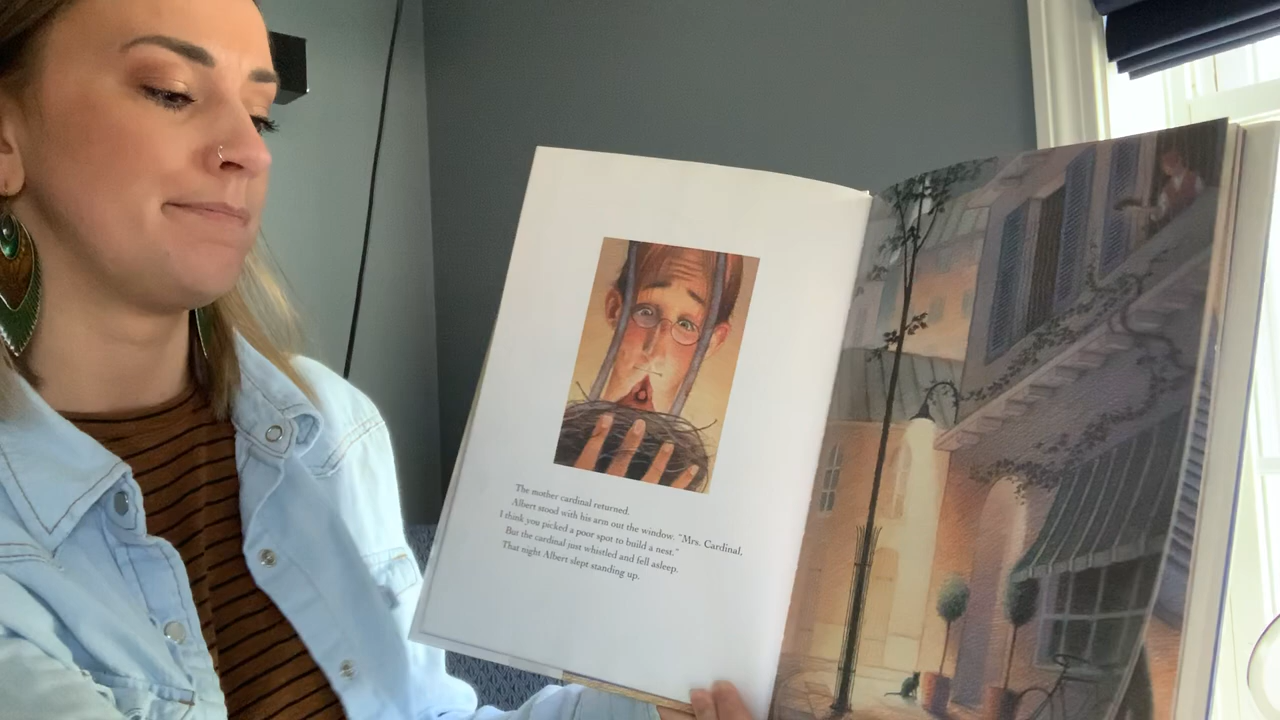 The mother cardinal returned.
Albert stood with his arm out the window. "Mrs. Cardinal,
I think you picked a poor spot to build a nest."
But the cardinal just whistled and fell asleep.
That night Albert slept standing up.